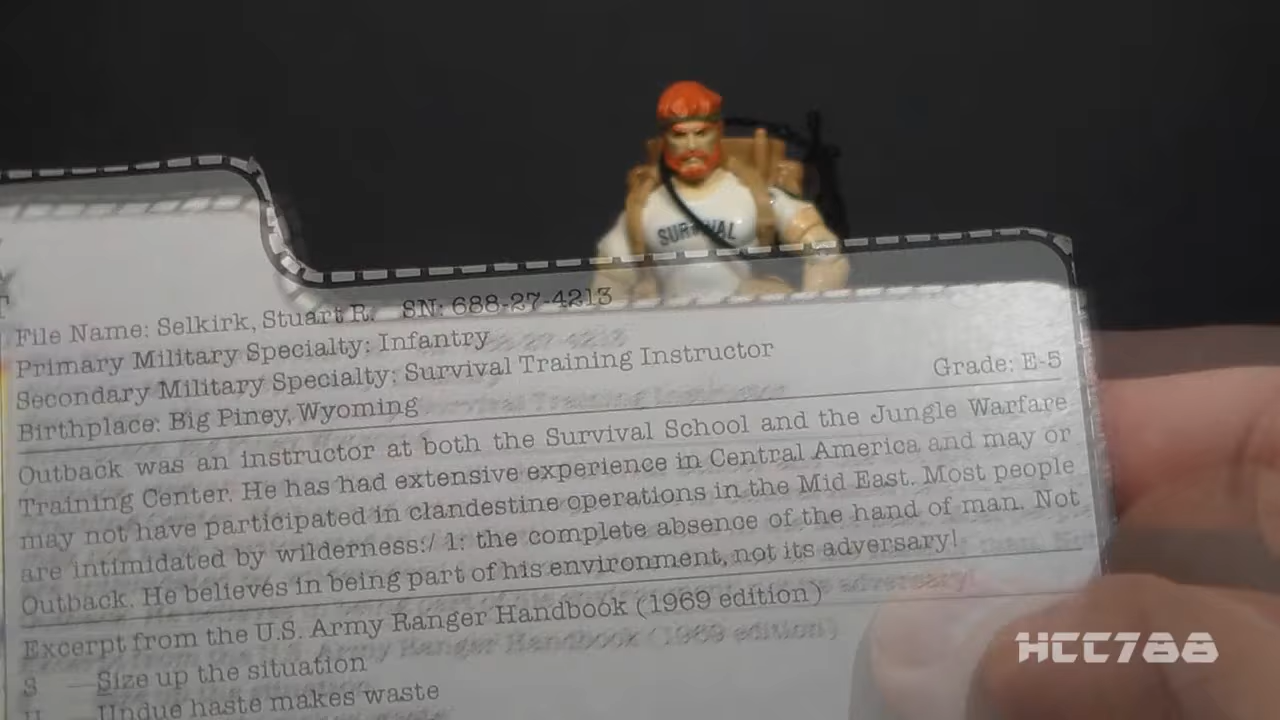 SURVIVAL
File Name: Selkirk, Stuart R. SN: 688-27-4213
Primary Military Specialty: Infantry
Secondary Military Specialty: Survival Training Instructor
Birthplace: Big Piney, Wyoming Grade: E-5
Outback was an instructor at both the Survival School and the Jungle Warfare
Training Center. He has had extensive experience in Central America and may or
may not have participated in clandestine operations in the Mid East. Most people
are intimidated by wilderness:/ 1: the complete absence of the hand of man. Not
Outback. He believes in being part of his environment, not its adversary!
Excerpt from the U.S. Army Ranger Handbook (1969 edition)
S — Size up the situation
U — Undue haste makes waste
HCC788